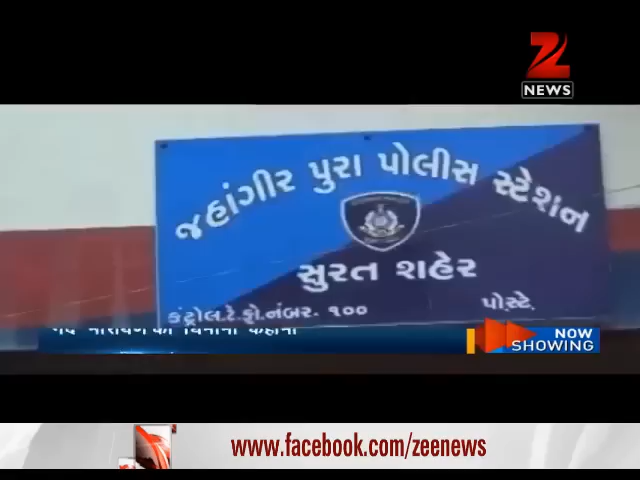 Z
NEWS
જહાંગીર પુરા પોલીસ સ્ટેશન
સુરત શહેર
કંટ્રોલ.ટે.ફો.નંબર.- ૧૦૦ પો.સ્ટે.
NOW
SHOWING
www.facebook.com/zeenews